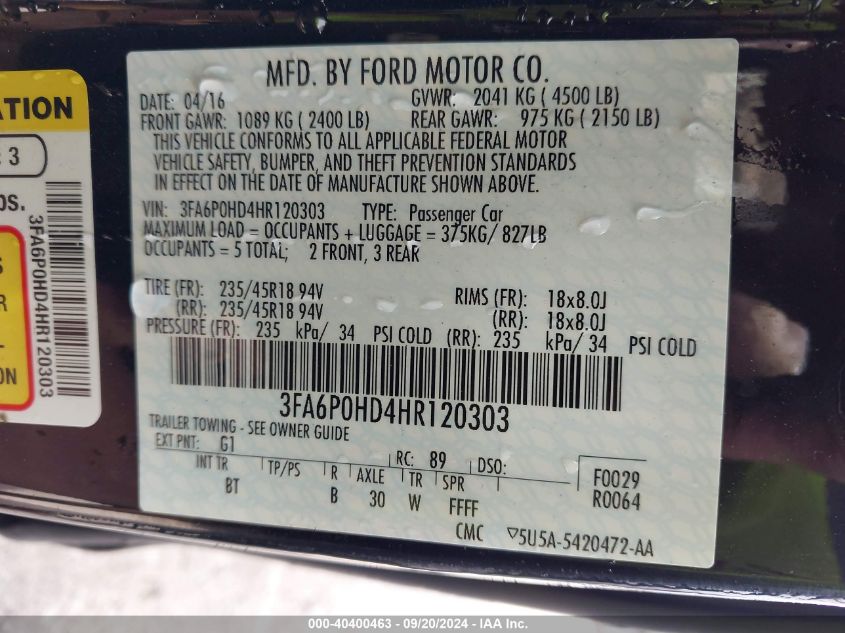 MFD. BY FORD MOTOR CO.
DATE: 04/16 GVWR: 2041 KG ( 4500 LB)
FRONT GAWR: 1089 KG ( 2400 LB) REAR GAWR: 975 KG ( 2150 LB)
THIS VEHICLE CONFORMS TO ALL APPLICABLE FEDERAL MOTOR
VEHICLE SAFETY, BUMPER, AND THEFT PREVENTION STANDARDS
IN EFFECT ON THE DATE OF MANUFACTURE SHOWN ABOVE.
VIN: 3FA6P0HD4HR120303 TYPE: Passenger Car
MAXIMUM LOAD = OCCUPANTS + LUGGAGE = 375KG/ 827LB
OCCUPANTS = 5 TOTAL; 2 FRONT, 3 REAR
TIRE (FR): 235/45R18 94V RIMS (FR): 18x8.0J
(RR): 235/45R18 94V (RR): 18x8.0J
PRESSURE (FR): 235 kPa/ 34 PSI COLD (RR): 235 kPa/ 34 PSI COLD
3FA6P0HD4HR120303
TRAILER TOWING - SEE OWNER GUIDE
EXT PNT: G1 RC: 89 DSO:
INT TR TP/PS R AXLE TR SPR F0029
BT B 30 W FFFF R0064
CMC 5U5A-5420472-AA
ATION
: 3
OS.
3FA6P0HD4HR120303
S
R
L-
ON
000-40400463 - 09/20/2024 - IAA Inc.